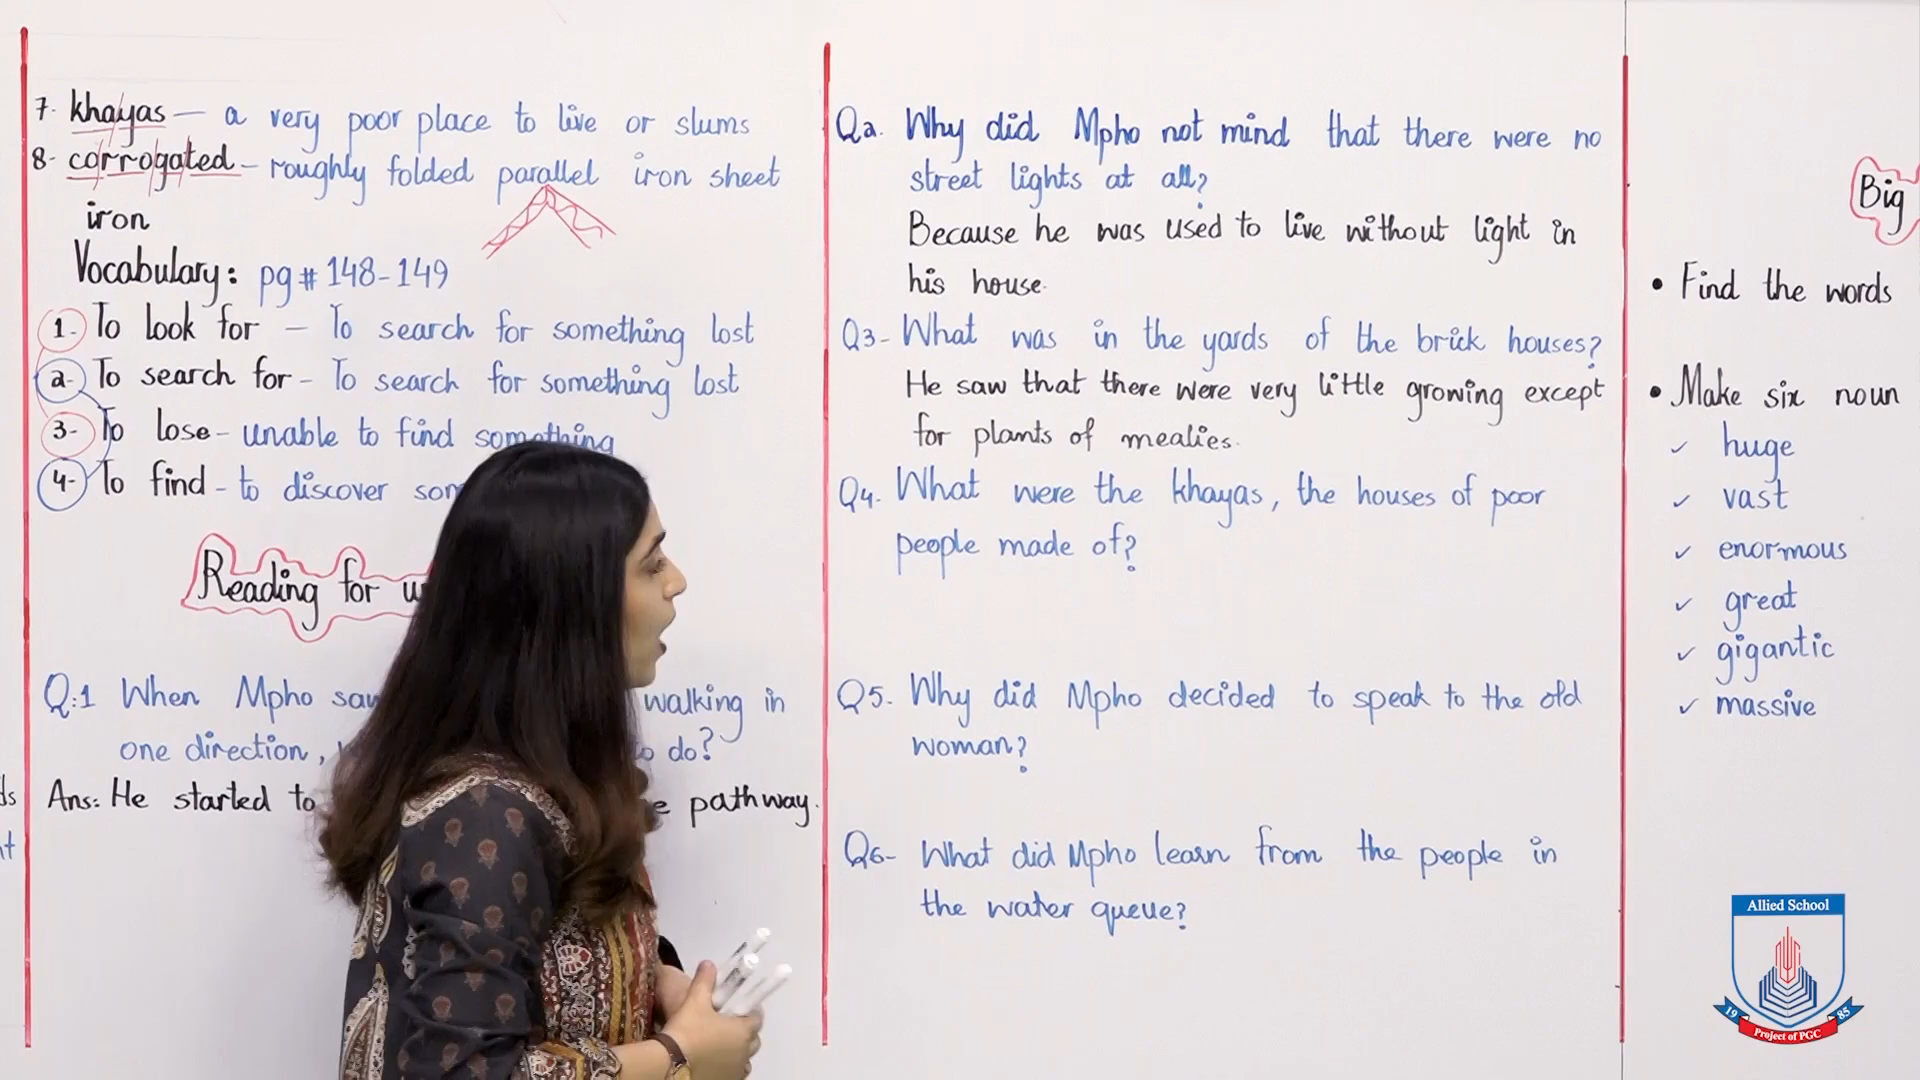 7. khayas — a very poor place to live or slums
8- corrogated - roughly folded parallel iron sheet
iron
Vocabulary: pg# 148-149
1- To look for - To search for something lost
2- To search for - To search for something lost
3- To lose - unable to find something
4- To find - to discover
Reading for
Q:1 When Mpho saw walking in
one direction, to do?
Ans: He started to pathway.
Q2. Why did Mpho not mind that there were no
street lights at all?
Because he was used to live without light in
his house.
Q3- What was in the yards of the brick houses?
He saw that there were very little growing except
for plants of mealies.
Q4. What were the khayas, the houses of poor
people made of?
Q5. Why did Mpho decided to speak to the old
woman?
Q6- What did Mpho learn from the people in
the water queue?
Big
• Find the words
• Make six noun
✓ huge
✓ vast
✓ enormous
✓ great
✓ gigantic
✓ massive
Allied School
19 85
Project of PGC